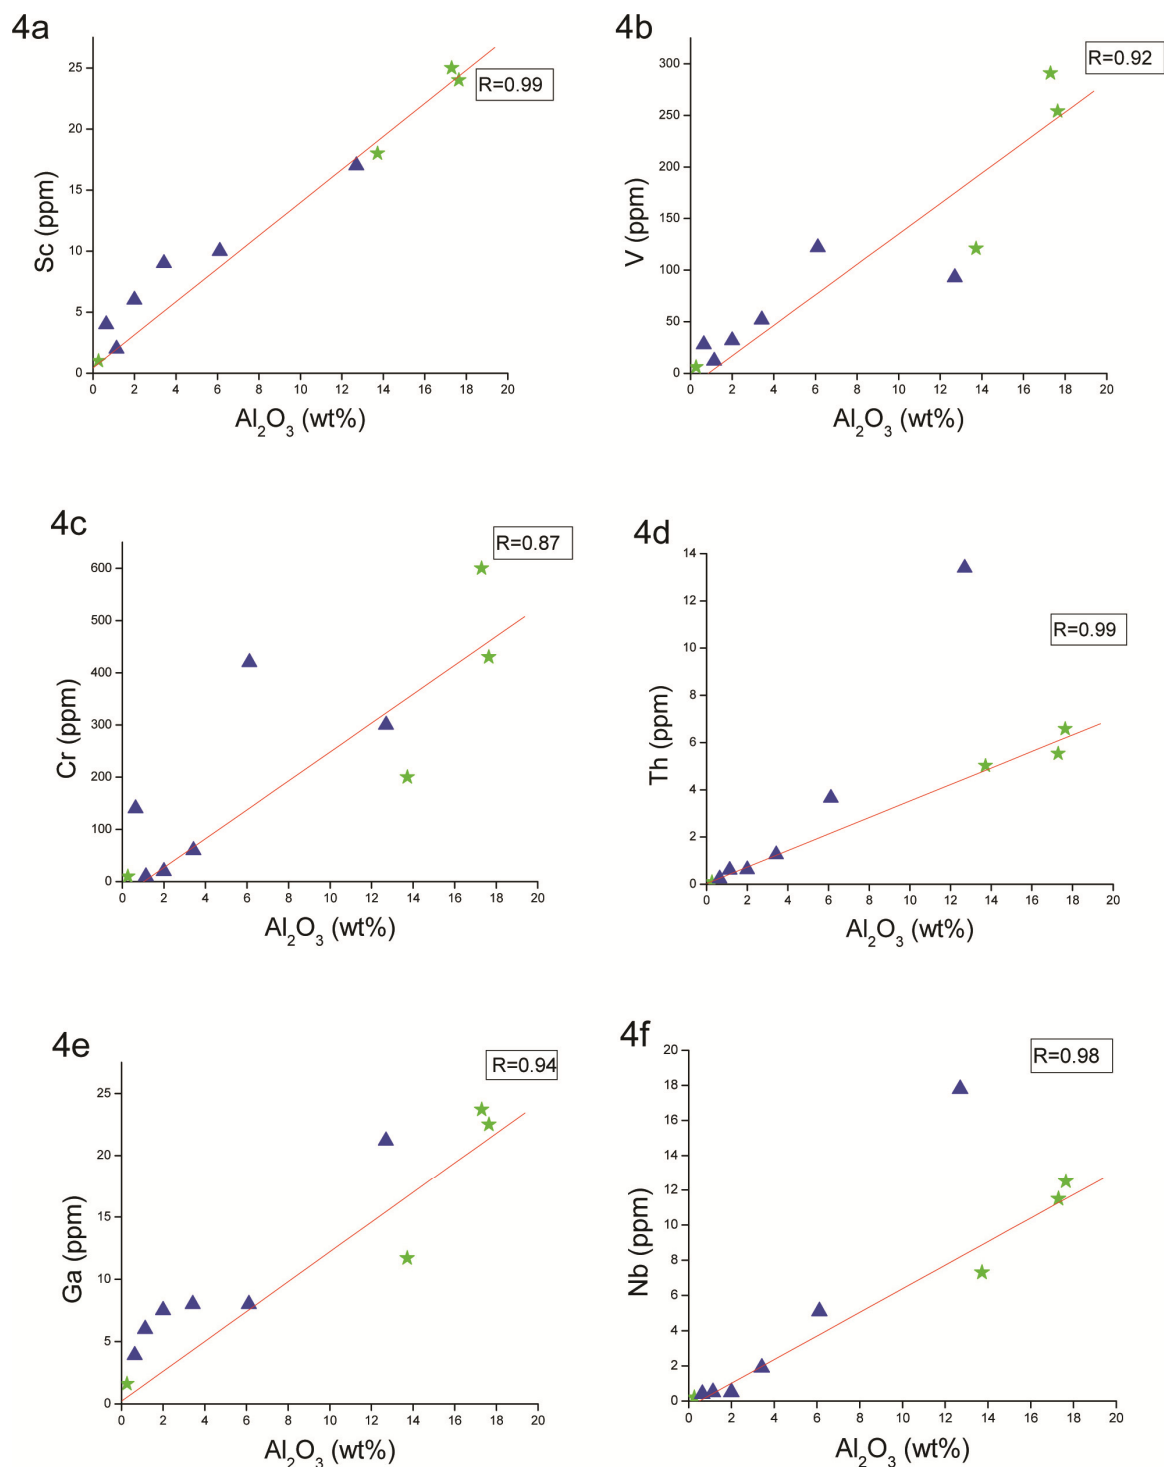 4a
R=0.99
25
20
15
10
5
0
Sc (ppm)
0 2 4 6 8 10 12 14 16 18 20
Al₂O₃ (wt%)
4b
R=0.92
300
250
200
150
100
50
0
V (ppm)
0 2 4 6 8 10 12 14 16 18 20
Al₂O₃ (wt%)
4c
R=0.87
600
500
400
300
200
100
0
Cr (ppm)
0 2 4 6 8 10 12 14 16 18 20
Al₂O₃ (wt%)
4d
R=0.99
14
12
10
8
6
4
2
0
Th (ppm)
0 2 4 6 8 10 12 14 16 18 20
Al₂O₃ (wt%)
4e
R=0.94
25
20
15
10
5
0
Ga (ppm)
0 2 4 6 8 10 12 14 16 18 20
Al₂O₃ (wt%)
4f
R=0.98
20
18
16
14
12
10
8
6
4
2
0
Nb (ppm)
0 2 4 6 8 10 12 14 16 18 20
Al₂O₃ (wt%)